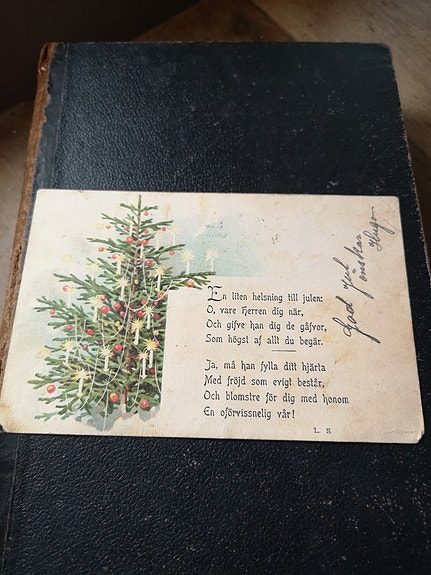 En liten helsning till julen:
O, vare Herren dig när,
Och gifve han dig de gåfvor,
Som högst af allt du begär.
Ja, må han fylla ditt hjärta
Med fröjd som evigt består,
Och blomstre för dig med honom
En oförvissnelig vår!
L. S.
God Jul
önskar
Hugo.